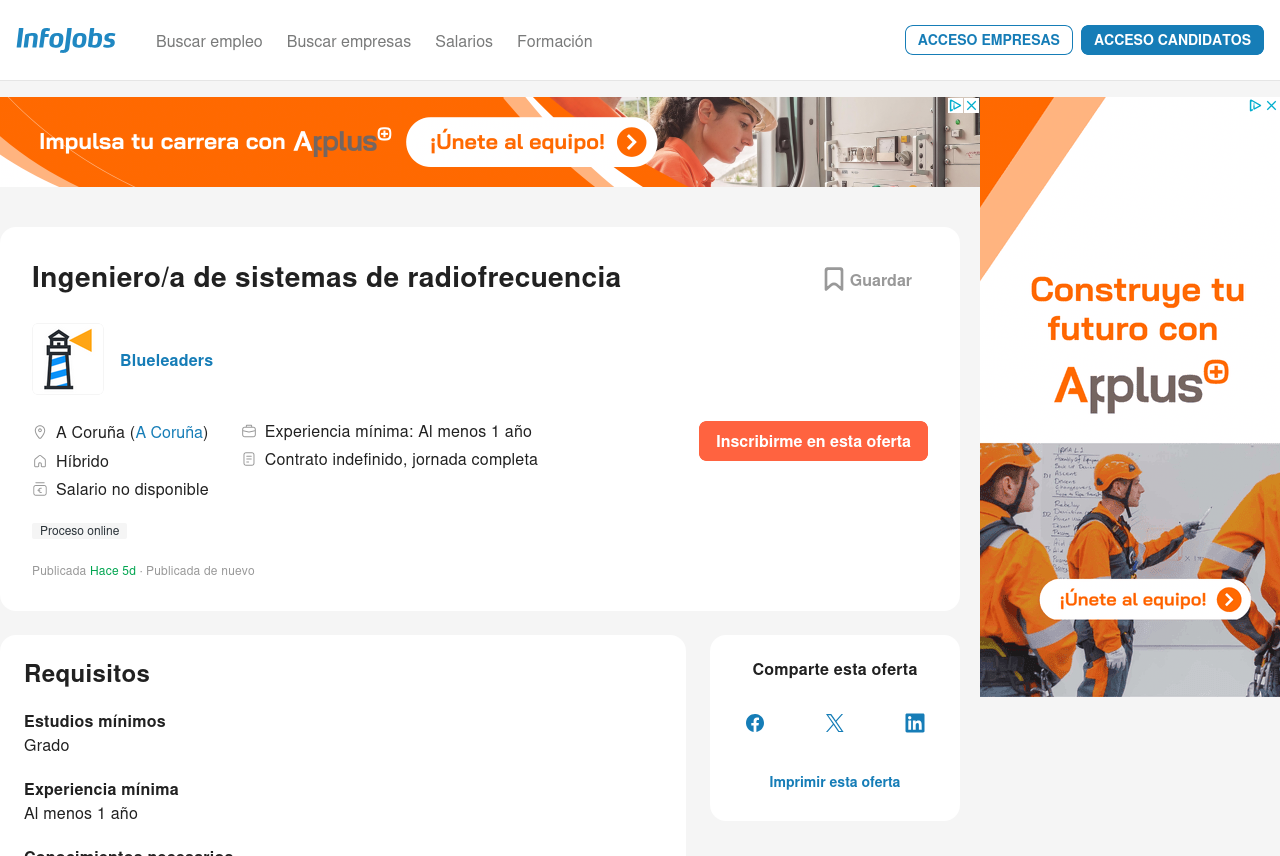 InfoJobs
Buscar empleo
Buscar empresas
Salarios
Formación
ACCESO EMPRESAS
ACCESO CANDIDATOS
Impulsa tu carrera con Applus+
¡Únete al equipo!
Ingeniero/a de sistemas de radiofrecuencia
Guardar
Blueleaders
A Coruña (A Coruña)
Híbrido
Salario no disponible
Experiencia mínima: Al menos 1 año
Contrato indefinido, jornada completa
Inscribirme en esta oferta
Proceso online
Publicada Hace 5d · Publicada de nuevo
Requisitos
Estudios mínimos
Grado
Experiencia mínima
Al menos 1 año
Conocimientos necesarios
Comparte esta oferta
Imprimir esta oferta
Construye tu
futuro con
Applus+
¡Únete al equipo!